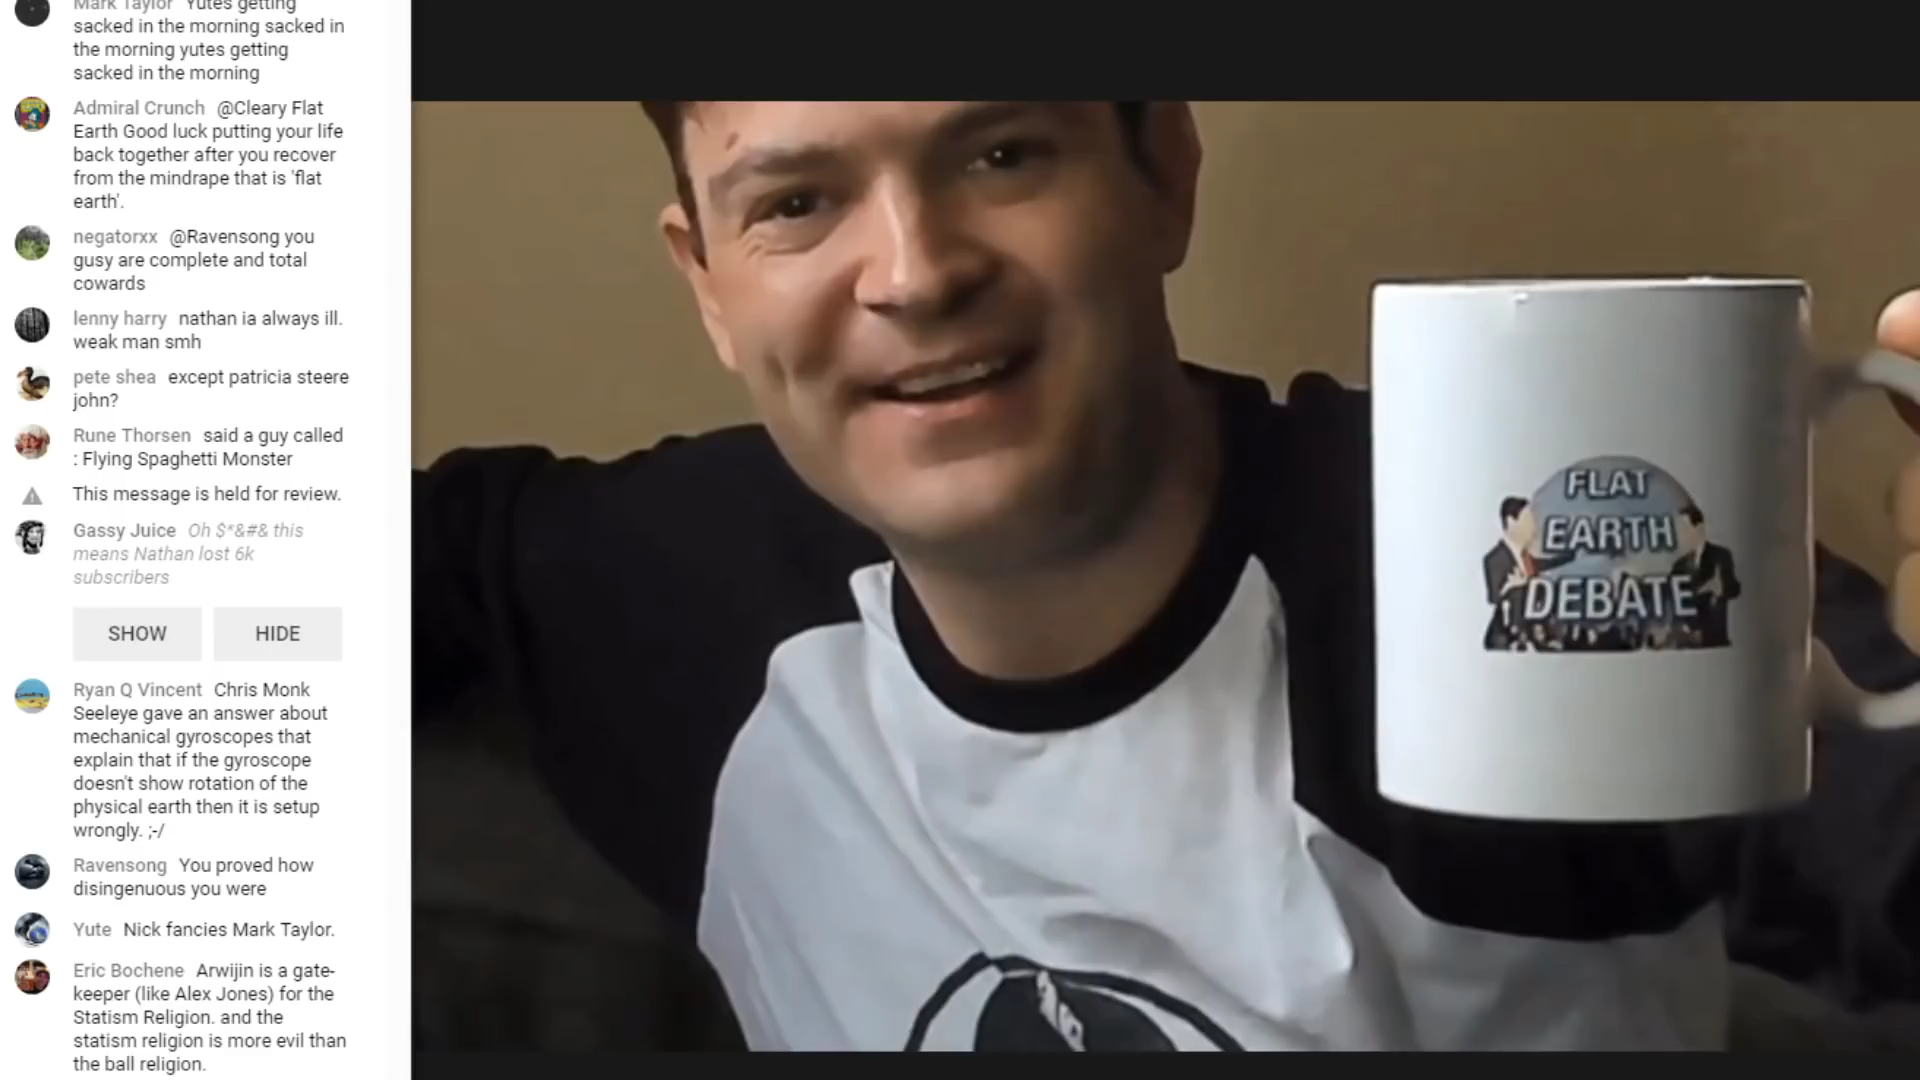 Mark Taylor Yutes getting
sacked in the morning sacked in
the morning yutes getting
sacked in the morning
Admiral Crunch @Cleary Flat
Earth Good luck putting your life
back together after you recover
from the mindrape that is 'flat
earth'.
negatorxx @Ravensong you
gusy are complete and total
cowards
lenny harry nathan ia always ill.
weak man smh
pete shea except patricia steere
john?
Rune Thorsen said a guy called
: Flying Spaghetti Monster
This message is held for review.
Gassy Juice Oh $*&#& this
means Nathan lost 6k
subscribers
SHOW HIDE
Ryan Q Vincent Chris Monk
Seeleye gave an answer about
mechanical gyroscopes that
explain that if the gyroscope
doesn't show rotation of the
physical earth then it is setup
wrongly. ;-/
Ravensong You proved how
disingenuous you were
Yute Nick fancies Mark Taylor.
Eric Bochene Arwijin is a gate-
keeper (like Alex Jones) for the
Statism Religion. and the
statism religion is more evil than
the ball religion.
FLAT
EARTH
DEBATE